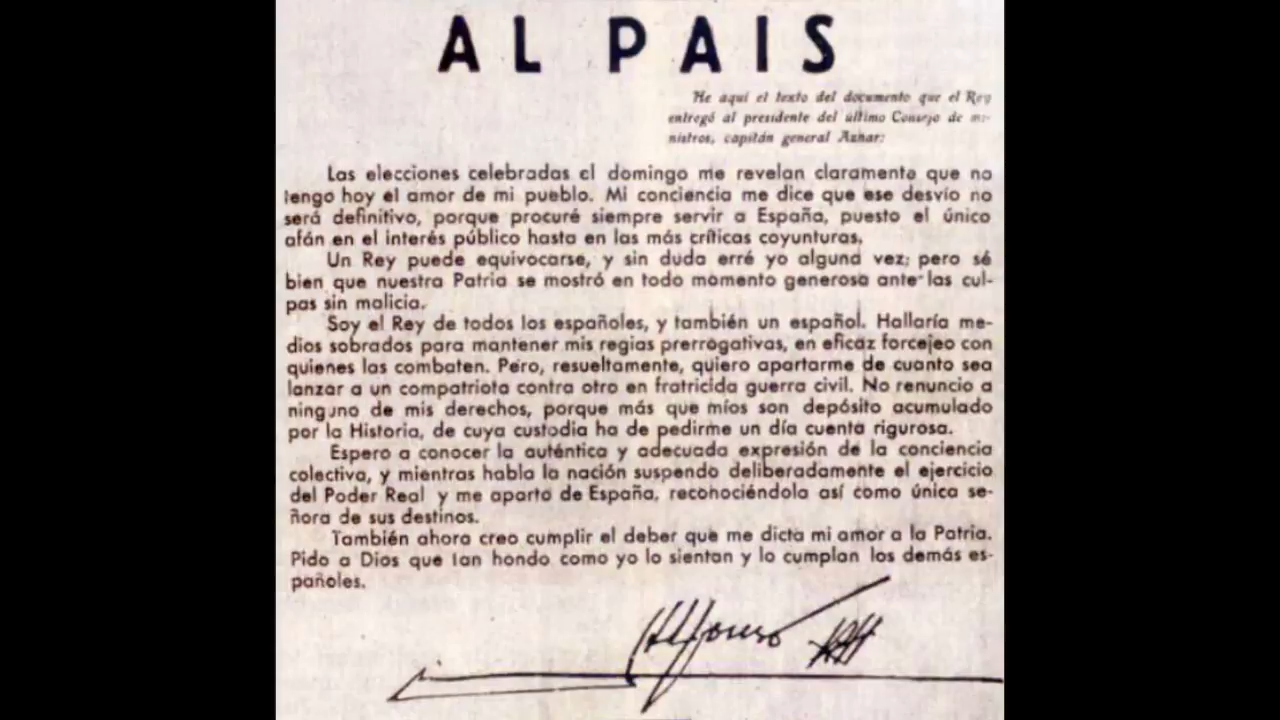 AL PAIS
He aquí el texto del documento que el Rey
entregó al presidente del último Consejo de mi-
nistros, capitán general Aznar:
Las elecciones celebradas el domingo me revelan claramente que no
tengo hoy el amor de mi pueblo. Mi conciencia me dice que ese desvío no
será definitivo, porque procuré siempre servir a España, puesto el único
afán en el interés público hasta en las más críticas coyunturas.
Un Rey puede equivocarse, y sin duda erré yo alguna vez; pero sé
bien que nuestra Patria se mostró en todo momento generosa ante las cul-
pas sin malicia.
Soy el Rey de todos los españoles, y también un español. Hallaría me-
dios sobrados para mantener mis regias prerrogativas, en eficaz forcejeo con
quienes las combaten. Pero, resueltamente, quiero apartarme de cuanto sea
lanzar a un compatriota contra otro en fratricida guerra civil. No renuncio a
ninguno de mis derechos, porque más que míos son depósito acumulado
por la Historia, de cuya custodia ha de pedirme un día cuenta rigurosa.
Espero a conocer la auténtica y adecuada expresión de la conciencia
colectiva, y mientras habla la nación suspendo deliberadamente el ejercicio
del Poder Real y me aparto de España, reconociéndola así como única se-
ñora de sus destinos.
También ahora creo cumplir el deber que me dicta mi amor a la Patria.
Pido a Dios que tan hondo como yo lo sientan y lo cumplan los demás es-
pañoles.
Alfonso XIII